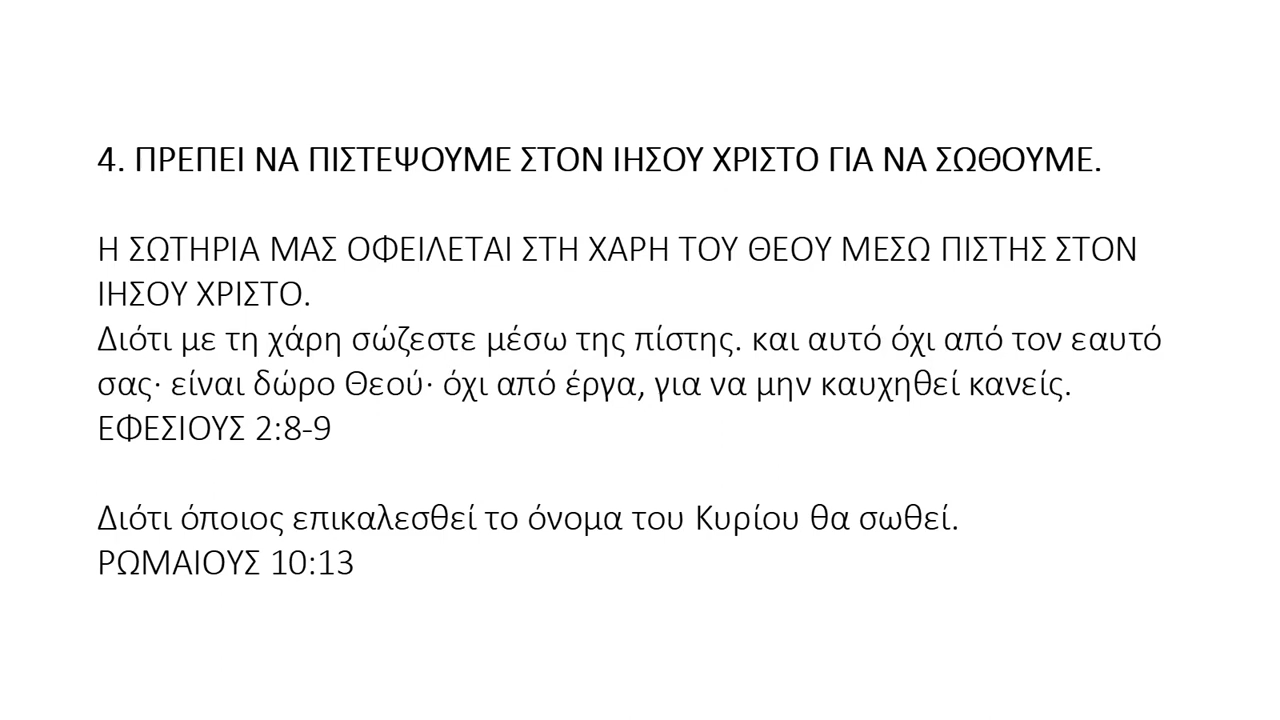 4. ΠΡΕΠΕΙ ΝΑ ΠΙΣΤΕΨΟΥΜΕ ΣΤΟΝ ΙΗΣΟΥ ΧΡΙΣΤΟ ΓΙΑ ΝΑ ΣΩΘΟΥΜΕ.
Η ΣΩΤΗΡΙΑ ΜΑΣ ΟΦΕΙΛΕΤΑΙ ΣΤΗ ΧΑΡΗ ΤΟΥ ΘΕΟΥ ΜΕΣΩ ΠΙΣΤΗΣ ΣΤΟΝ
ΙΗΣΟΥ ΧΡΙΣΤΟ.
Διότι με τη χάρη σώζεστε μέσω της πίστης. και αυτό όχι από τον εαυτό
σας· είναι δώρο Θεού· όχι από έργα, για να μην καυχηθεί κανείς.
ΕΦΕΣΙΟΥΣ 2:8-9
Διότι όποιος επικαλεσθεί το όνομα του Κυρίου θα σωθεί.
ΡΩΜΑΙΟΥΣ 10:13